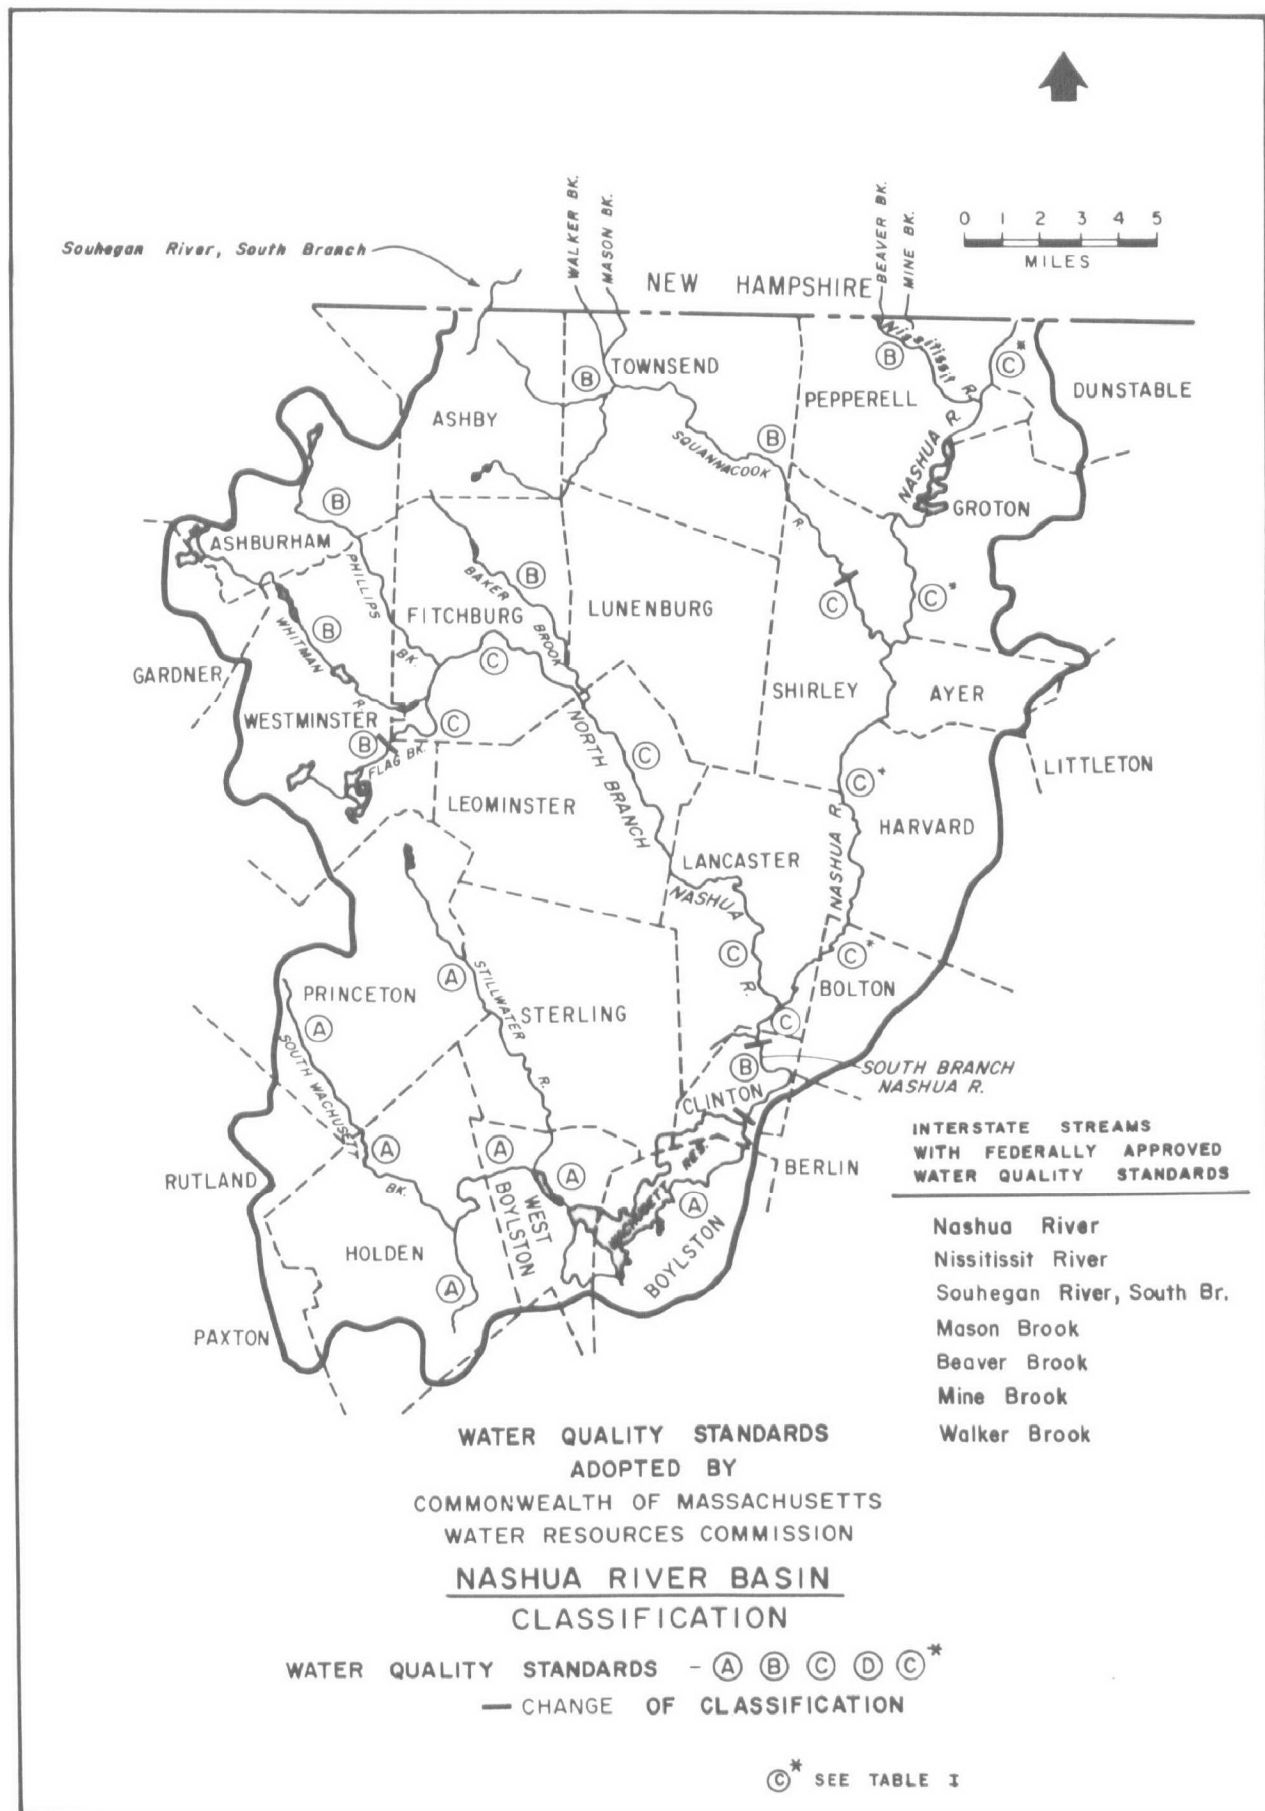 WALKER BK.
MASON BK.
BEAVER BK.
MINE BK.
0 1 2 3 4 5
MILES
Souhegan River, South Branch
NEW HAMPSHIRE
Nissitissit R.
B
TOWNSEND
B
C*
PEPPERELL
DUNSTABLE
ASHBY
SQUANNACOOK R.
B
NASHUA R.
GROTON
B
ASHBURHAM
PHILLIPS BK.
BAKER BROOK
B
FITCHBURG
LUNENBURG
C
C*
WHITMAN R.
B
C
GARDNER
SHIRLEY
AYER
WESTMINSTER
B
C
FLAG BK.
NORTH BRANCH
C
C*
LITTLETON
LEOMINSTER
HARVARD
LANCASTER
NASHUA R.
NASHUA R.
C
C*
BOLTON
PRINCETON
A
STILLWATER R.
STERLING
A
C
SOUTH WACHUSETT BK.
B
SOUTH BRANCH
NASHUA R.
CLINTON
A
A
A
WACHUSETT RES.
BERLIN
RUTLAND
WEST BOYLSTON
A
BOYLSTON
HOLDEN
A
PAXTON
INTERSTATE STREAMS
WITH FEDERALLY APPROVED
WATER QUALITY STANDARDS
Nashua River
Nissitissit River
Souhegan River, South Br.
Mason Brook
Beaver Brook
Mine Brook
Walker Brook
WATER QUALITY STANDARDS
ADOPTED BY
COMMONWEALTH OF MASSACHUSETTS
WATER RESOURCES COMMISSION
NASHUA RIVER BASIN
CLASSIFICATION
WATER QUALITY STANDARDS - A B C D C*
— CHANGE OF CLASSIFICATION
C* SEE TABLE I